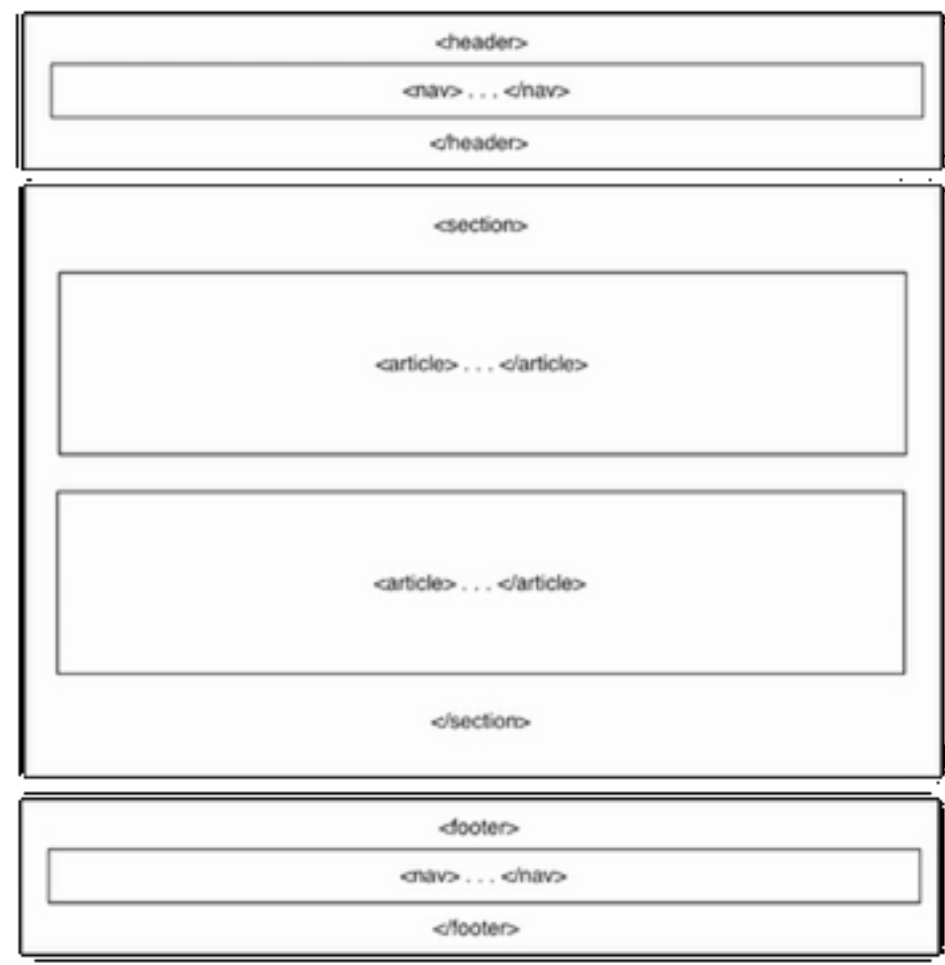 <header>
<nav> . . . </nav>
</header>
<section>
<article> . . . </article>
<article> . . . </article>
</section>
<footer>
<nav> . . . </nav>
</footer>